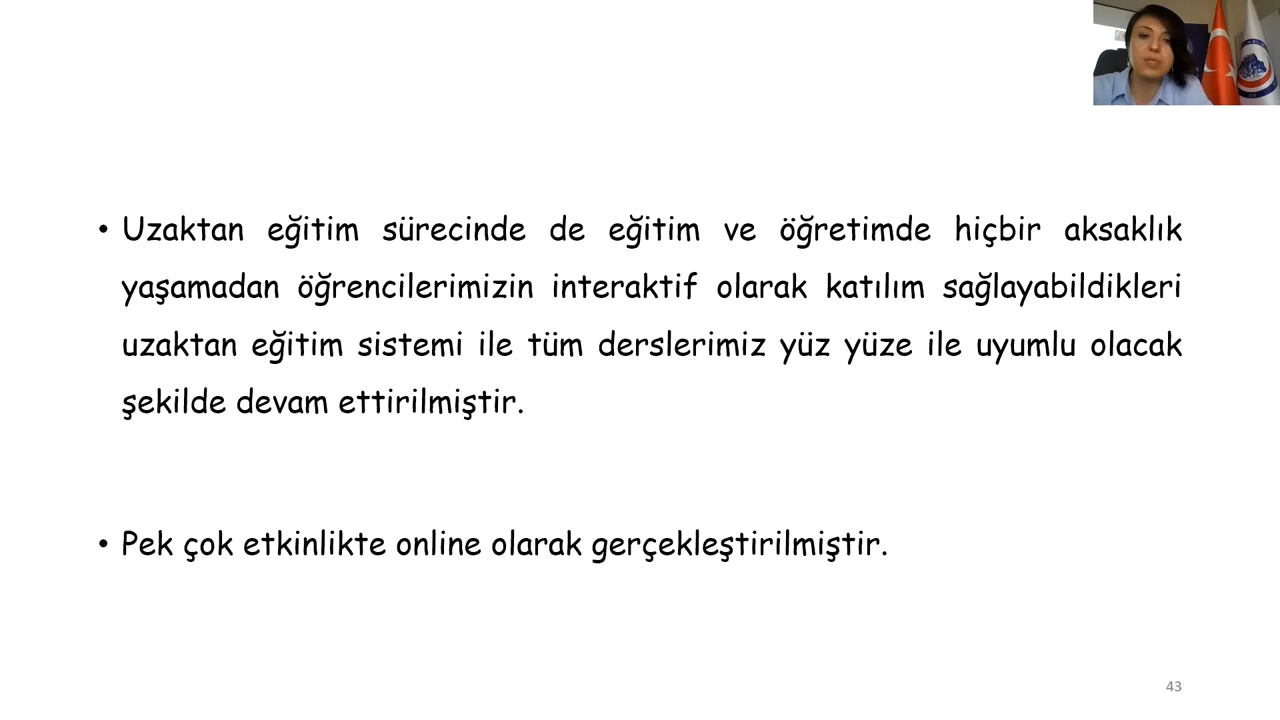 • Uzaktan eğitim sürecinde de eğitim ve öğretimde hiçbir aksaklık
yaşamadan öğrencilerimizin interaktif olarak katılım sağlayabildikleri
uzaktan eğitim sistemi ile tüm derslerimiz yüz yüze ile uyumlu olacak
şekilde devam ettirilmiştir.
• Pek çok etkinlikte online olarak gerçekleştirilmiştir.
43